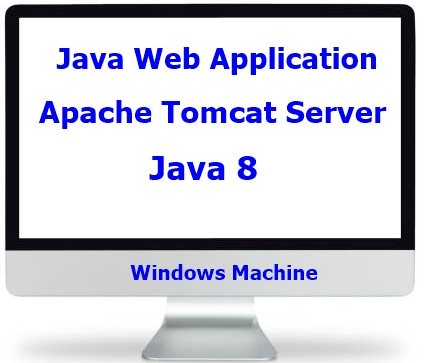 Java Web Application
Apache Tomcat Server
Java 8
Windows Machine